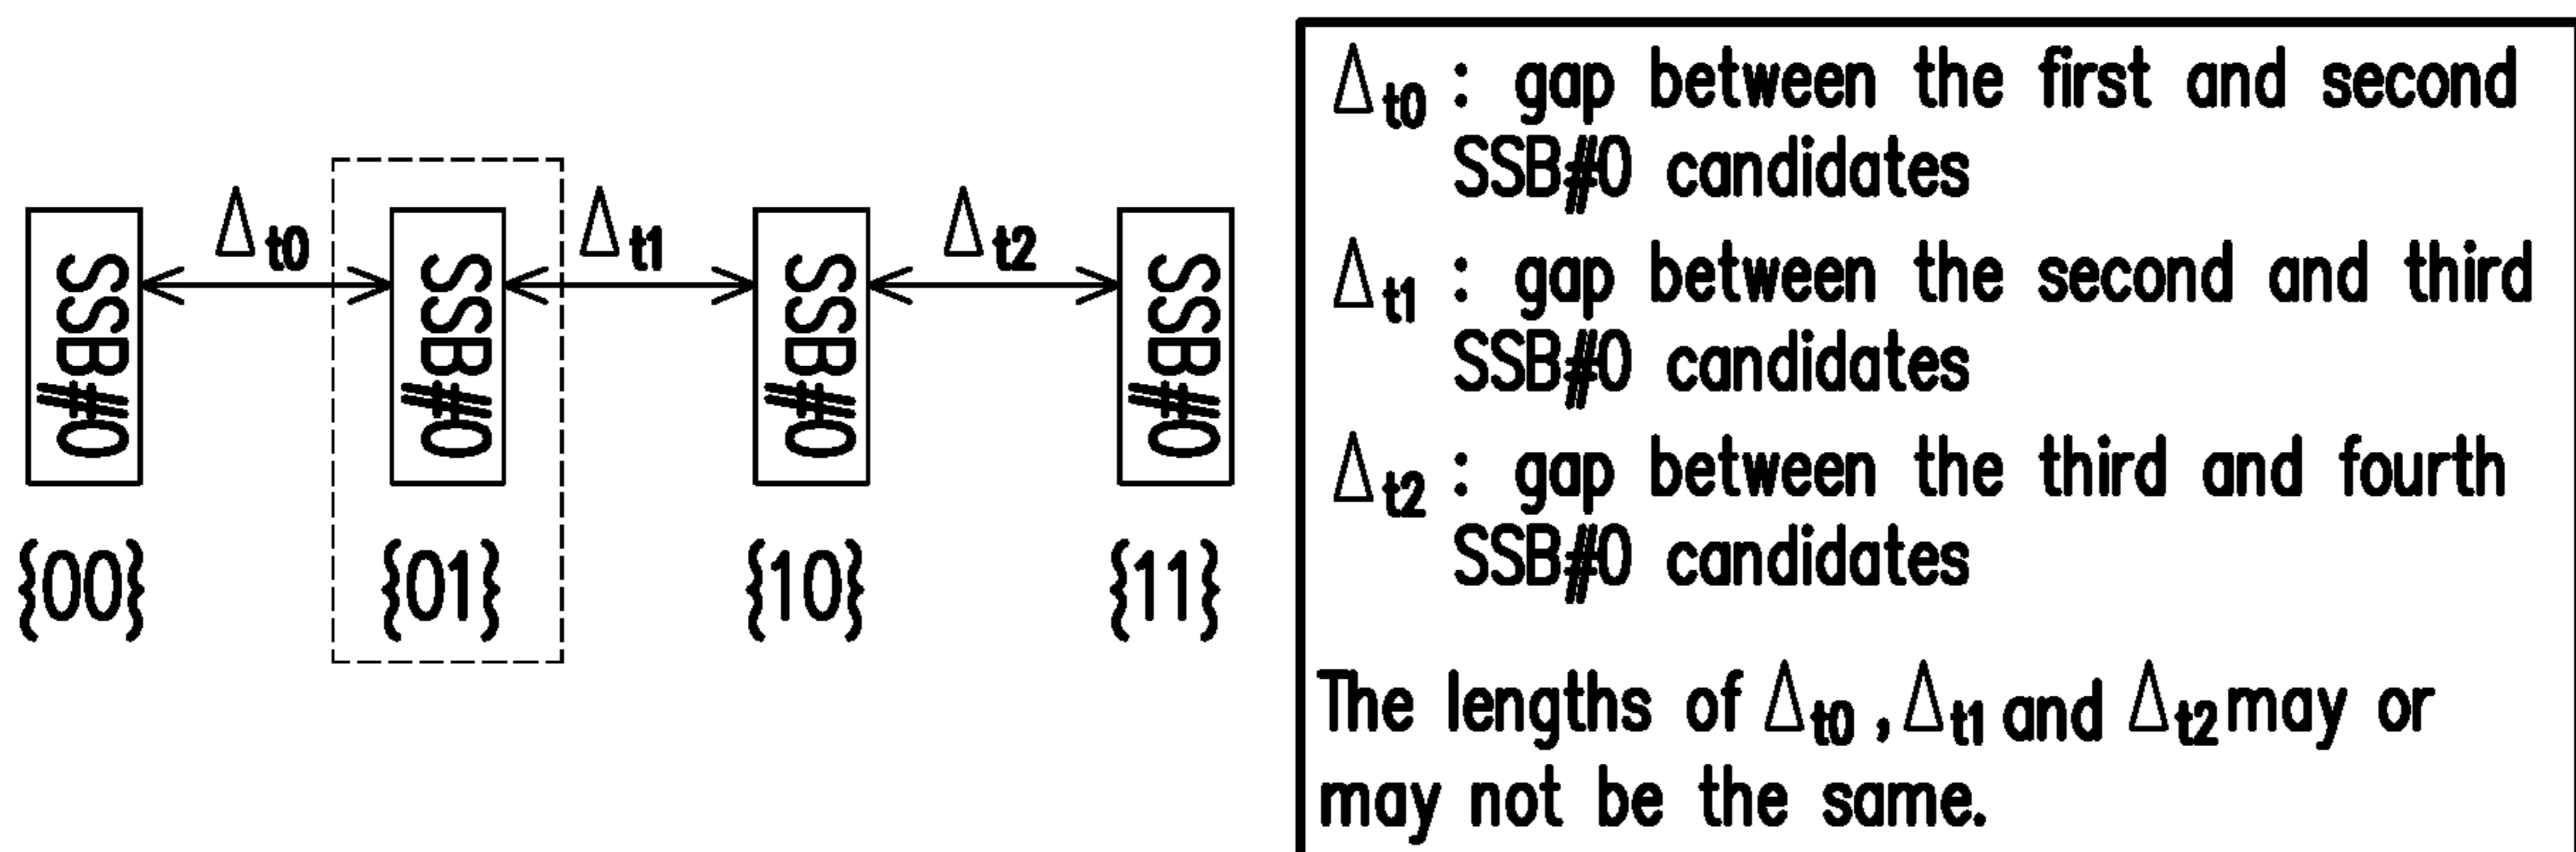 Δt0 Δt1 Δt2
SSB#0 SSB#0 SSB#0 SSB#0
{00} {01} {10} {11}
Δt0 : gap between the first and second
SSB#0 candidates
Δt1 : gap between the second and third
SSB#0 candidates
Δt2 : gap between the third and fourth
SSB#0 candidates
The lengths of Δt0 , Δt1 and Δt2 may or
may not be the same.